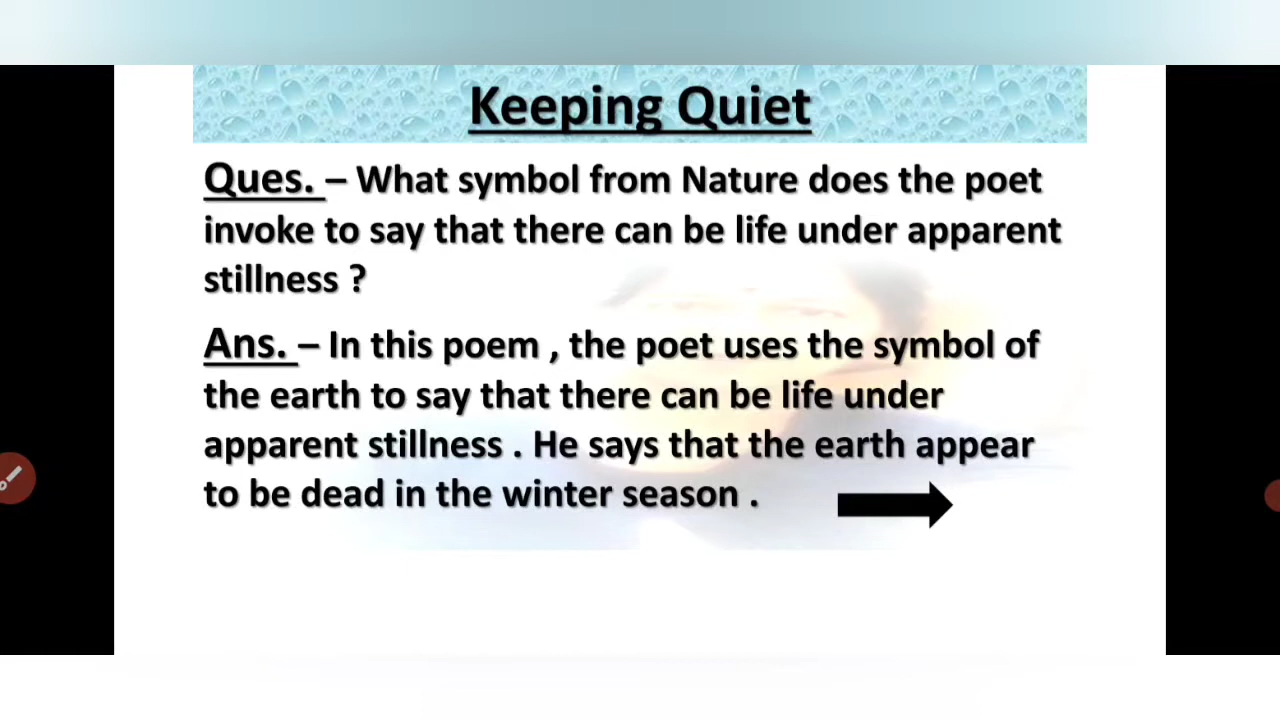 Keeping Quiet
Ques. – What symbol from Nature does the poet
invoke to say that there can be life under apparent
stillness ?
Ans. – In this poem , the poet uses the symbol of
the earth to say that there can be life under
apparent stillness . He says that the earth appear
to be dead in the winter season .